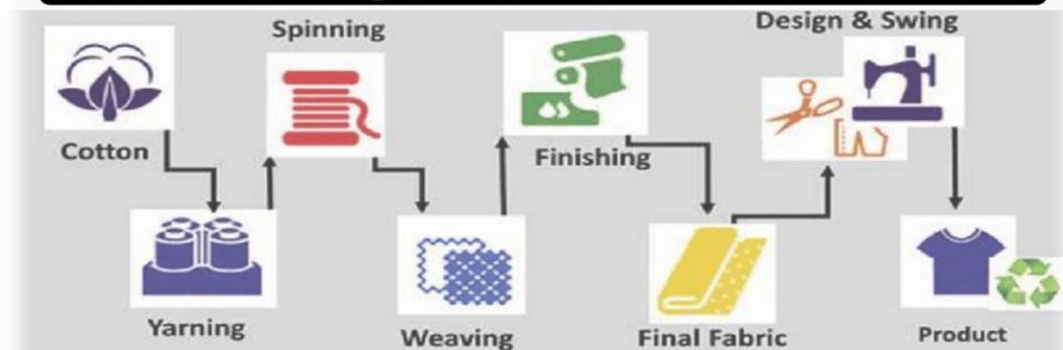 Cotton
Yarning
Spinning
Weaving
Finishing
Final Fabric
Design & Swing
Product